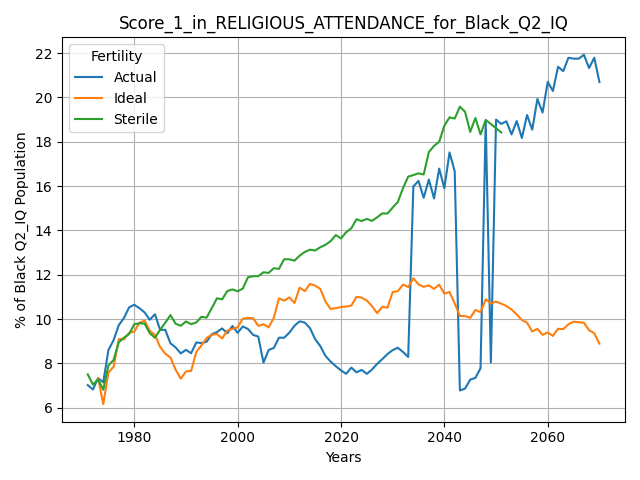 Score_1_in_RELIGIOUS_ATTENDANCE_for_Black_Q2_IQ
Fertility
Actual
Ideal
Sterile
% of Black Q2_IQ Population
22
20
18
16
14
12
10
8
6
1980
2000
2020
2040
2060
Years